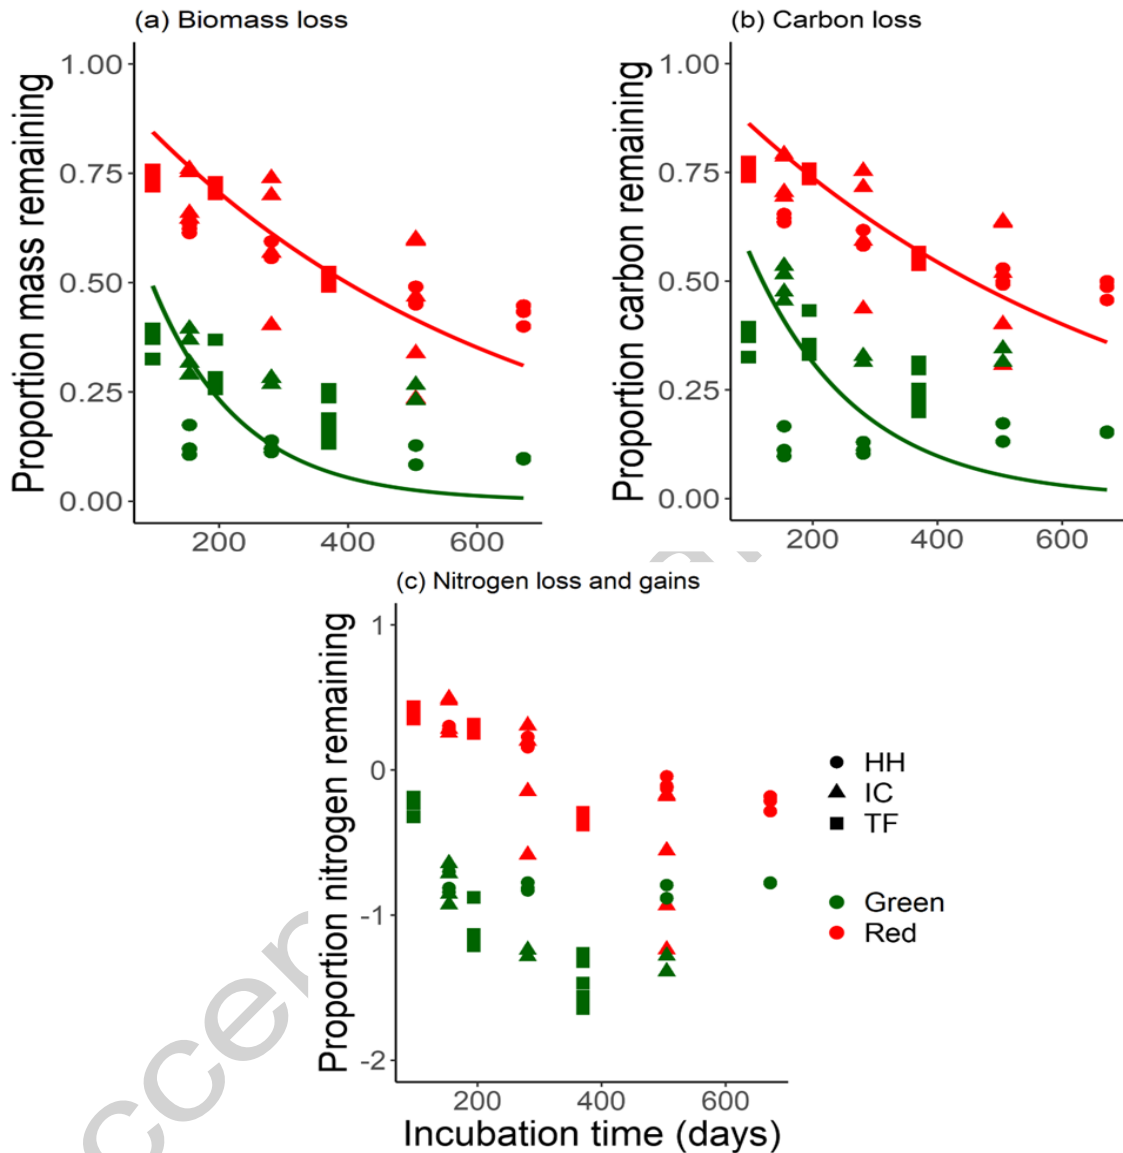 (a) Biomass loss
(b) Carbon loss
Proportion mass remaining
1.00
0.75
0.50
0.25
0.00
200 400 600
Proportion carbon remaining
1.00
0.75
0.50
0.25
0.00
200 400 600
(c) Nitrogen loss and gains
Proportion nitrogen remaining
1
0
-1
-2
200 400 600
Incubation time (days)
HH
IC
TF
Green
Red